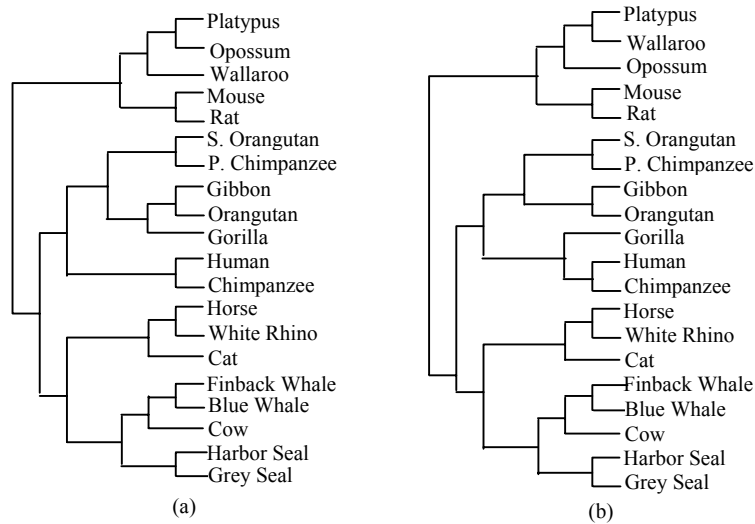 Platypus
Opossum
Wallaroo
Mouse
Rat
S. Orangutan
P. Chimpanzee
Gibbon
Orangutan
Gorilla
Human
Chimpanzee
Horse
White Rhino
Cat
Finback Whale
Blue Whale
Cow
Harbor Seal
Grey Seal
(a)
Platypus
Wallaroo
Opossum
Mouse
Rat
S. Orangutan
P. Chimpanzee
Gibbon
Orangutan
Gorilla
Human
Chimpanzee
Horse
White Rhino
Cat
Finback Whale
Blue Whale
Cow
Harbor Seal
Grey Seal
(b)